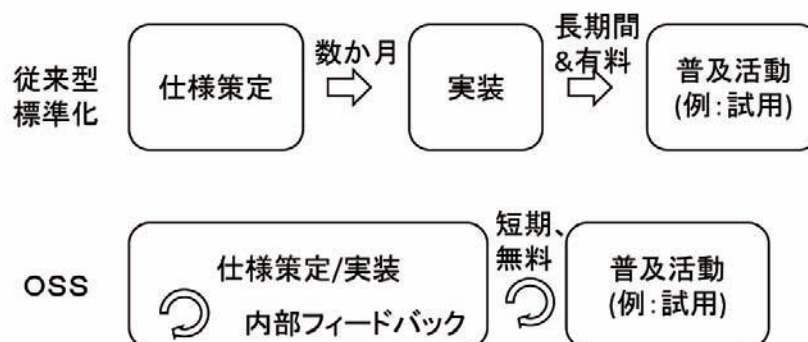 従来型
標準化
仕様策定
数か月
実装
長期間
&有料
普及活動
(例:試用)
OSS
仕様策定/実装
内部フィードバック
短期、
無料
普及活動
(例:試用)